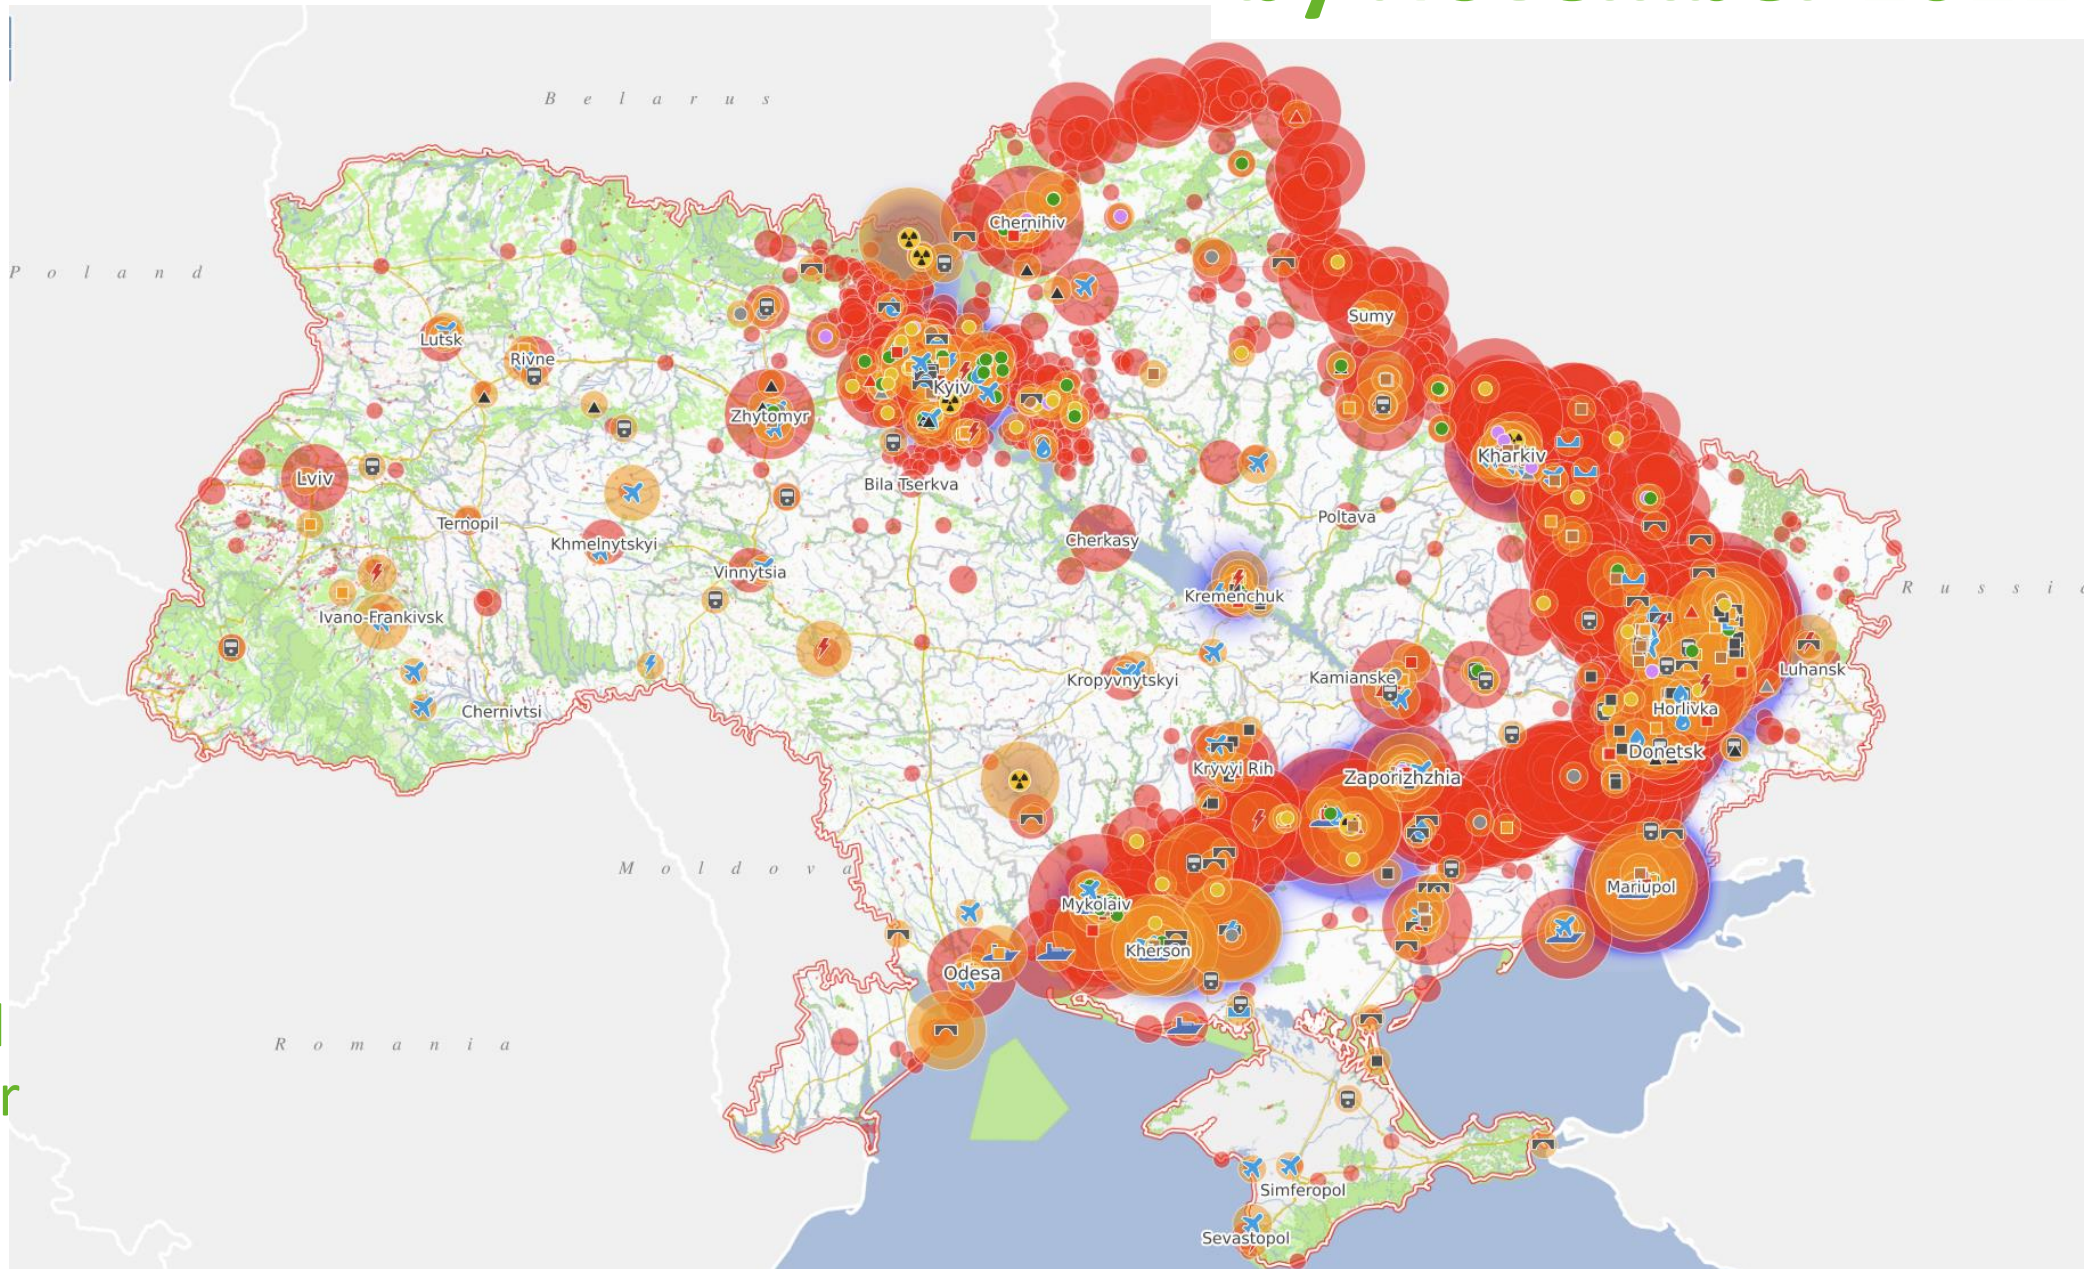 by November
Belarus
Chernihiv
Poland
Sumy
Lutsk
Rivne
Kyiv
Zhytomyr
Kharkiv
Lviv
Bila Tserkva
Ternopil
Poltava
Khmelnytskyi
Cherkasy
Vinnytsia
Russia
Kremenchuk
Ivano-Frankivsk
Luhansk
Kropyvnytskyi
Kamianske
Chernivtsi
Horlivka
Donetsk
Kryvyi Rih
Zaporizhzhia
Moldova
Mariupol
Mykolaiv
Kherson
Odesa
Romania
r
Simferopol
Sevastopol